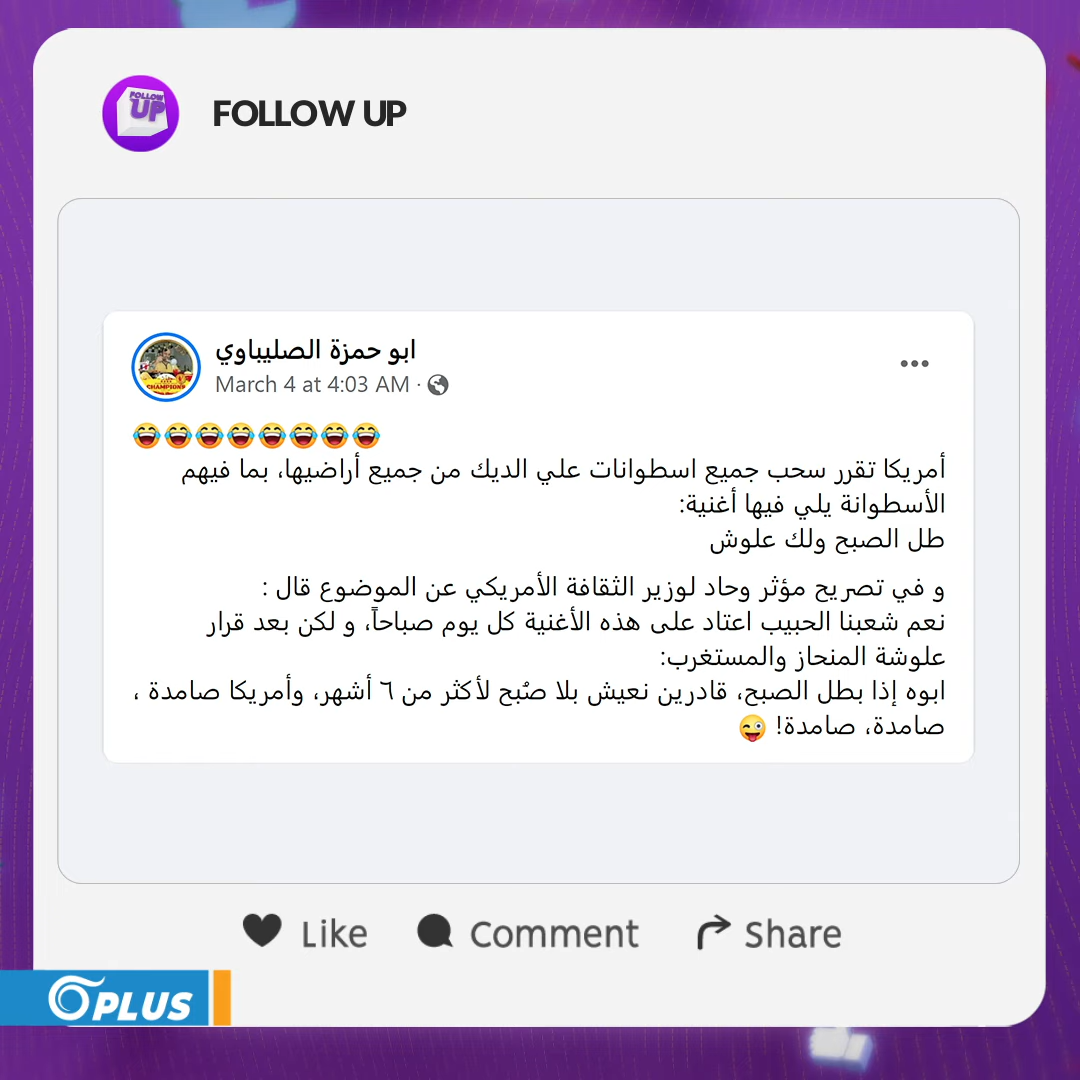 FOLLOW UP
FOLLOW UP
ابو حمزة الصليباوي
March 4 at 4:03 AM ·
CHAMPIONS
😂😂😂😂😂😂😂😂
أمريكا تقرر سحب جميع اسطوانات علي الديك من جميع أراضيها، بما فيهم
الأسطوانة يلي فيها أغنية:
طل الصبح ولك علوش
و في تصريح مؤثر وحاد لوزير الثقافة الأمريكي عن الموضوع قال :
نعم شعبنا الحبيب اعتاد على هذه الأغنية كل يوم صباحاً، و لكن بعد قرار
علوشة المنحاز والمستغرب:
ابوه إذا بطل الصبح، قادرين نعيش بلا صُبح لأكثر من ٦ أشهر، وأمريكا صامدة ،
صامدة، صامدة! 😜
Like Comment Share
OPLUS